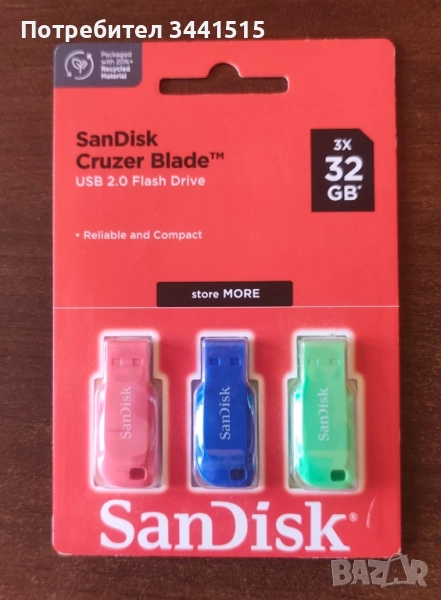 Потребител 3441515
Packaged
with 20%+
Recycled
Material
SanDisk
Cruzer Blade™
USB 2.0 Flash Drive
3X
32
GB*
• Reliable and Compact
store MORE
SanDisk
SanDisk
SanDisk
SanDisk®
BAZAR